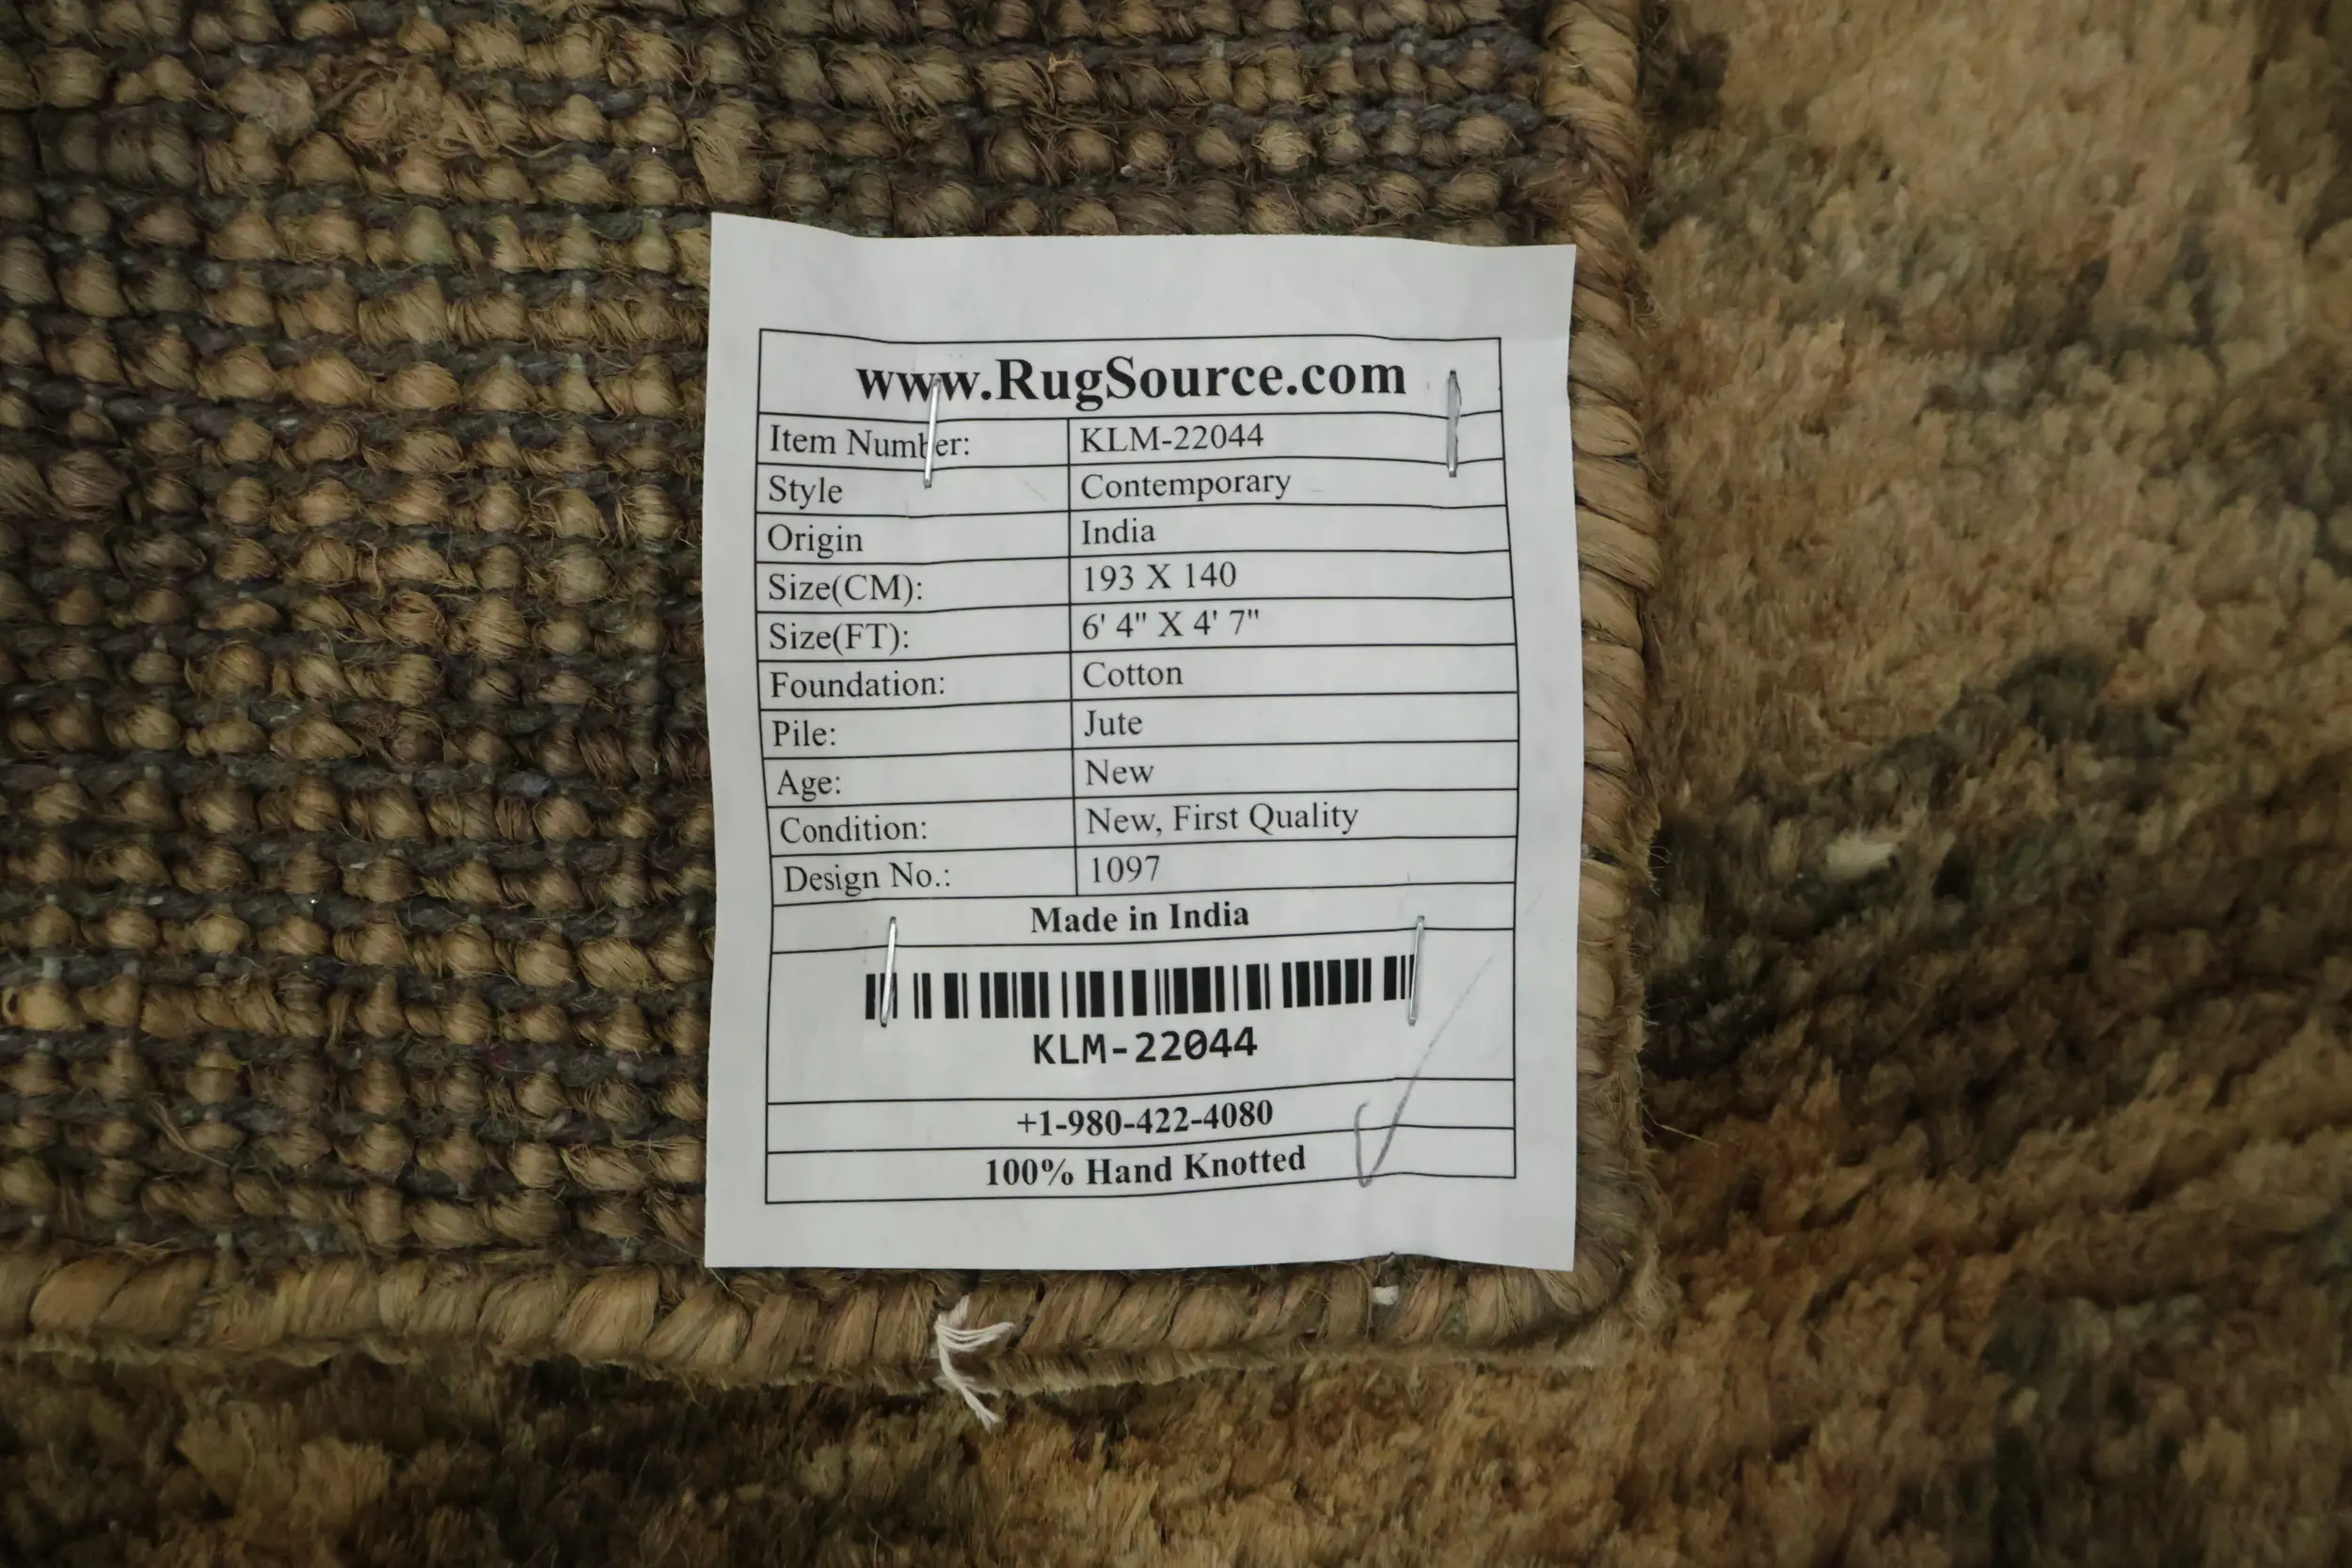 www.RugSource.com
Item Number: KLM-22044
Style Contemporary
Origin India
Size(CM): 193 X 140
Size(FT): 6' 4" X 4' 7"
Foundation: Cotton
Pile: Jute
Age: New
Condition: New, First Quality
Design No.: 1097
Made in India
KLM-22044
+1-980-422-4080
100% Hand Knotted